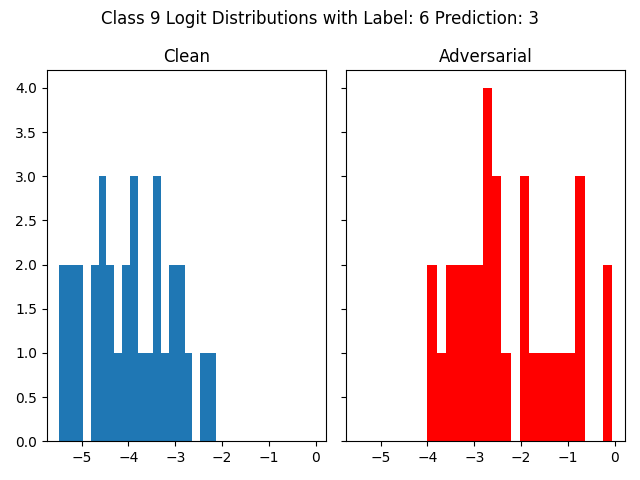 Class 9 Logit Distributions with Label: 6 Prediction: 3
Clean
Adversarial
4.0
3.5
3.0
2.5
2.0
1.5
1.0
0.5
0.0
−5 −4 −3 −2 −1 0
−5 −4 −3 −2 −1 0